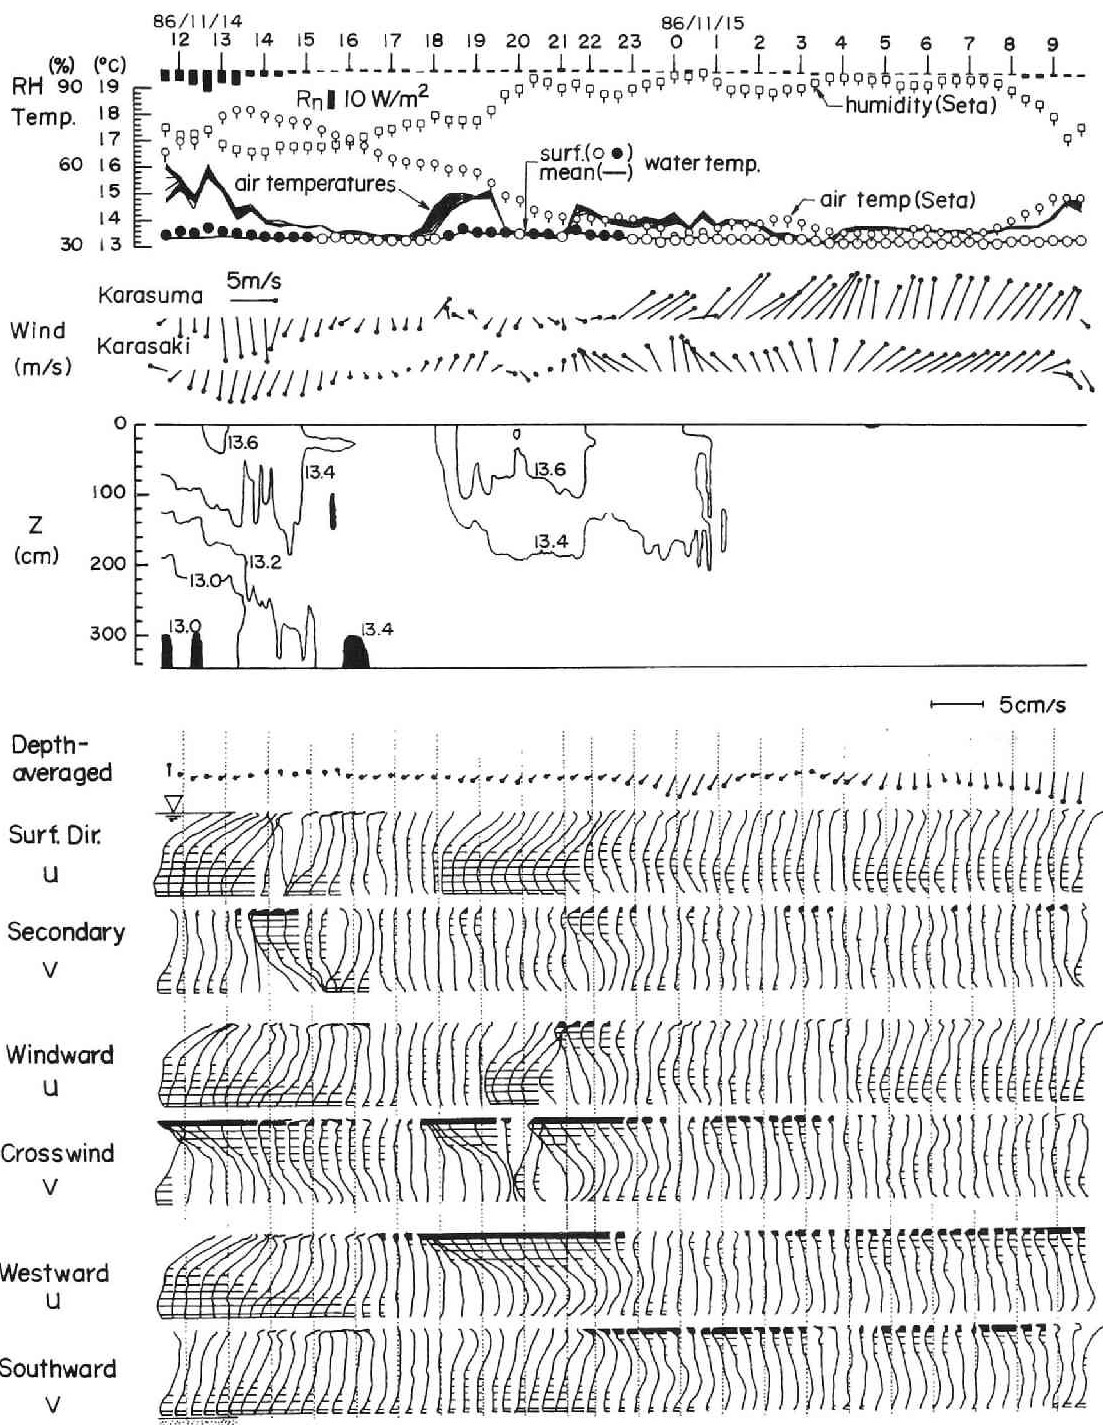 86/11/14 86/11/15
12 13 14 15 16 17 18 19 20 21 22 23 0 1 2 3 4 5 6 7 8 9
(%) (°C)
RH 90 19
Rn 10 W/m²
Temp. 18
humidity (Seta)
17
60 16
surf.(○ ●) water temp.
mean(—)
air temperatures
15
air temp (Seta)
14
30 13
5m/s
Karasuma
Wind
Karasaki
(m/s)
0
13.6
13.4 13.6
100
Z
13.4
(cm)
13.2
200
13.0
13.0 13.4
300
5cm/s
Depth-
averaged
Surf. Dir.
u
Secondary
v
Windward
u
Crosswind
v
Westward
u
Southward
v